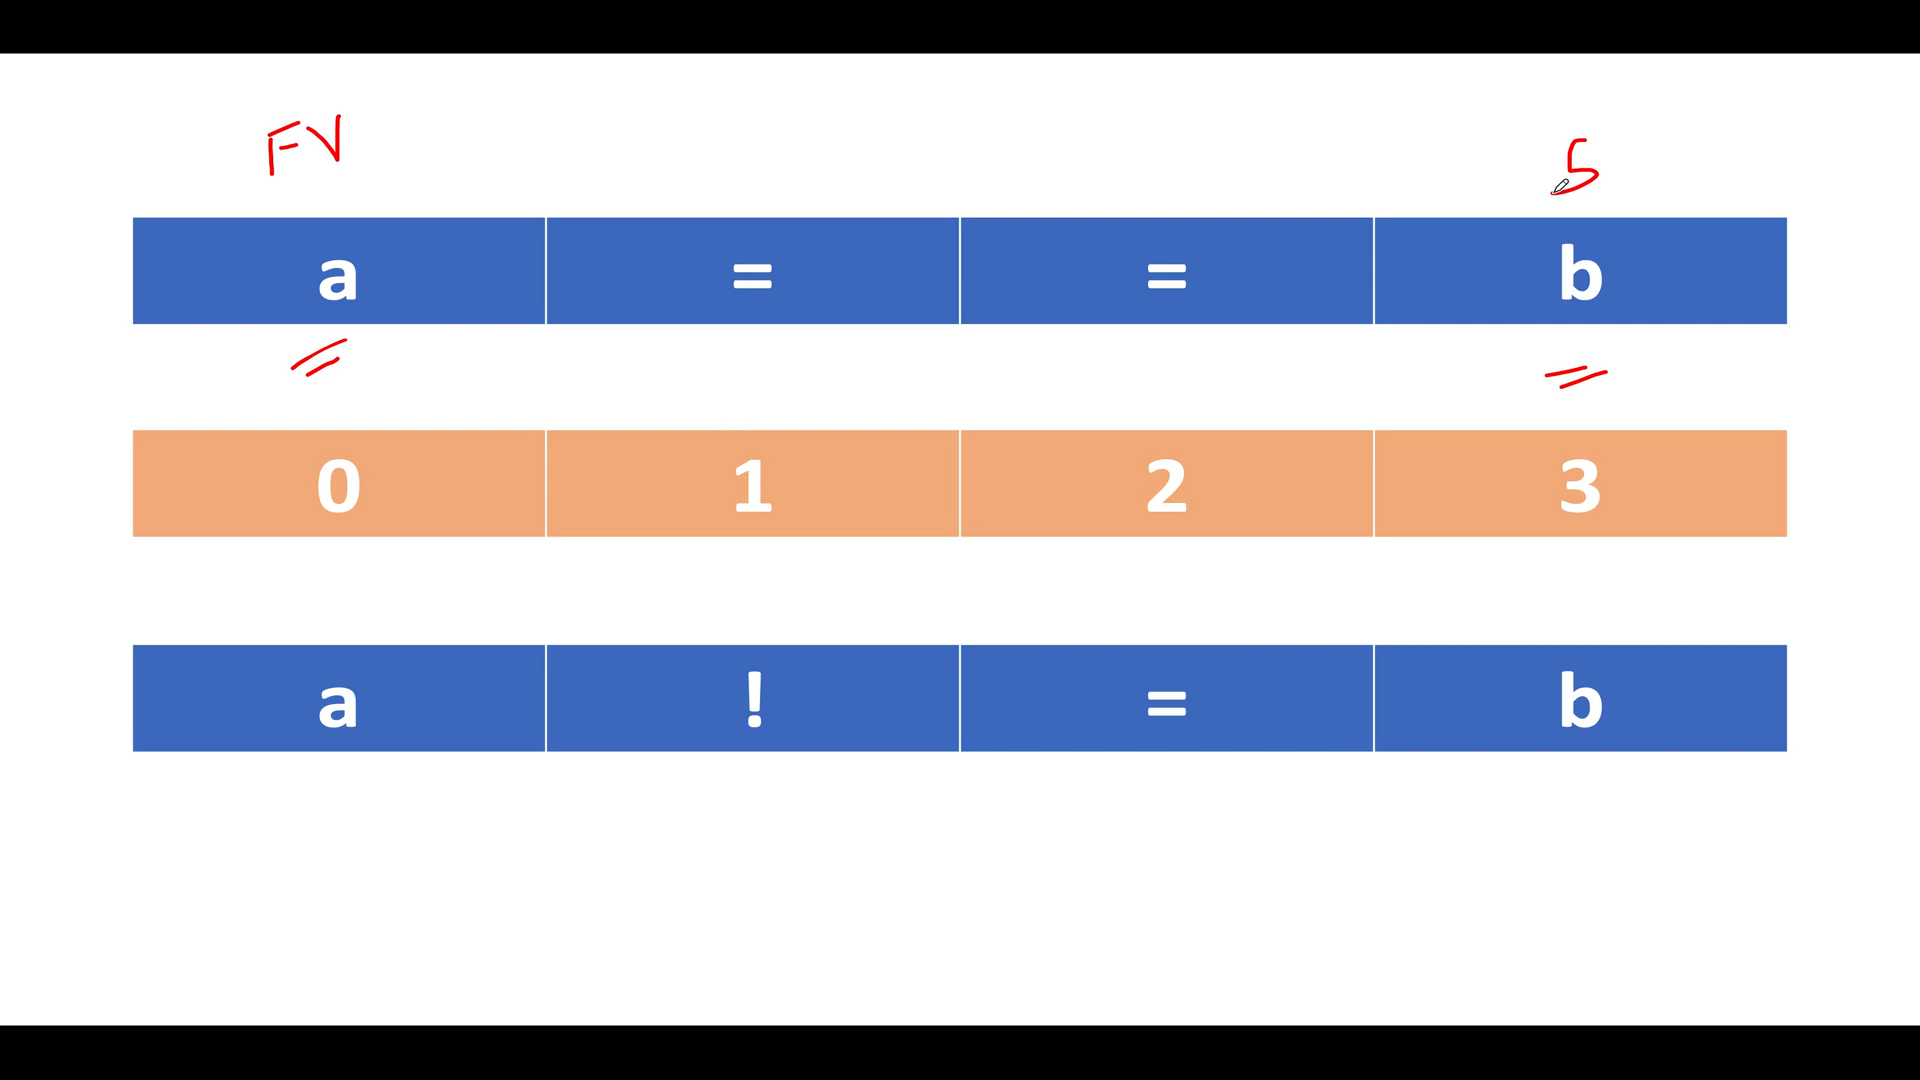 FV S
a = = b
0 1 2 3
a ! = b